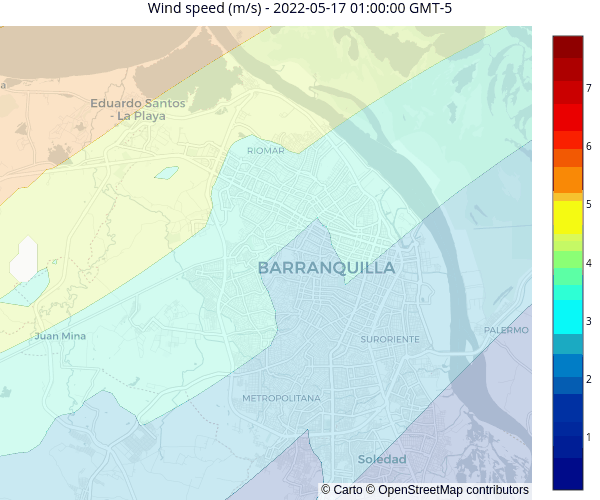 Wind speed (m/s) - 2022-05-17 01:00:00 GMT-5
a
Eduardo Santos
- La Playa
RIOMAR
BARRANQUILLA
Juan Mina
SURORIENTE
PALERMO
METROPOLITANA
Soledad
© Carto © OpenStreetMap contributors
7
6
5
4
3
2
1